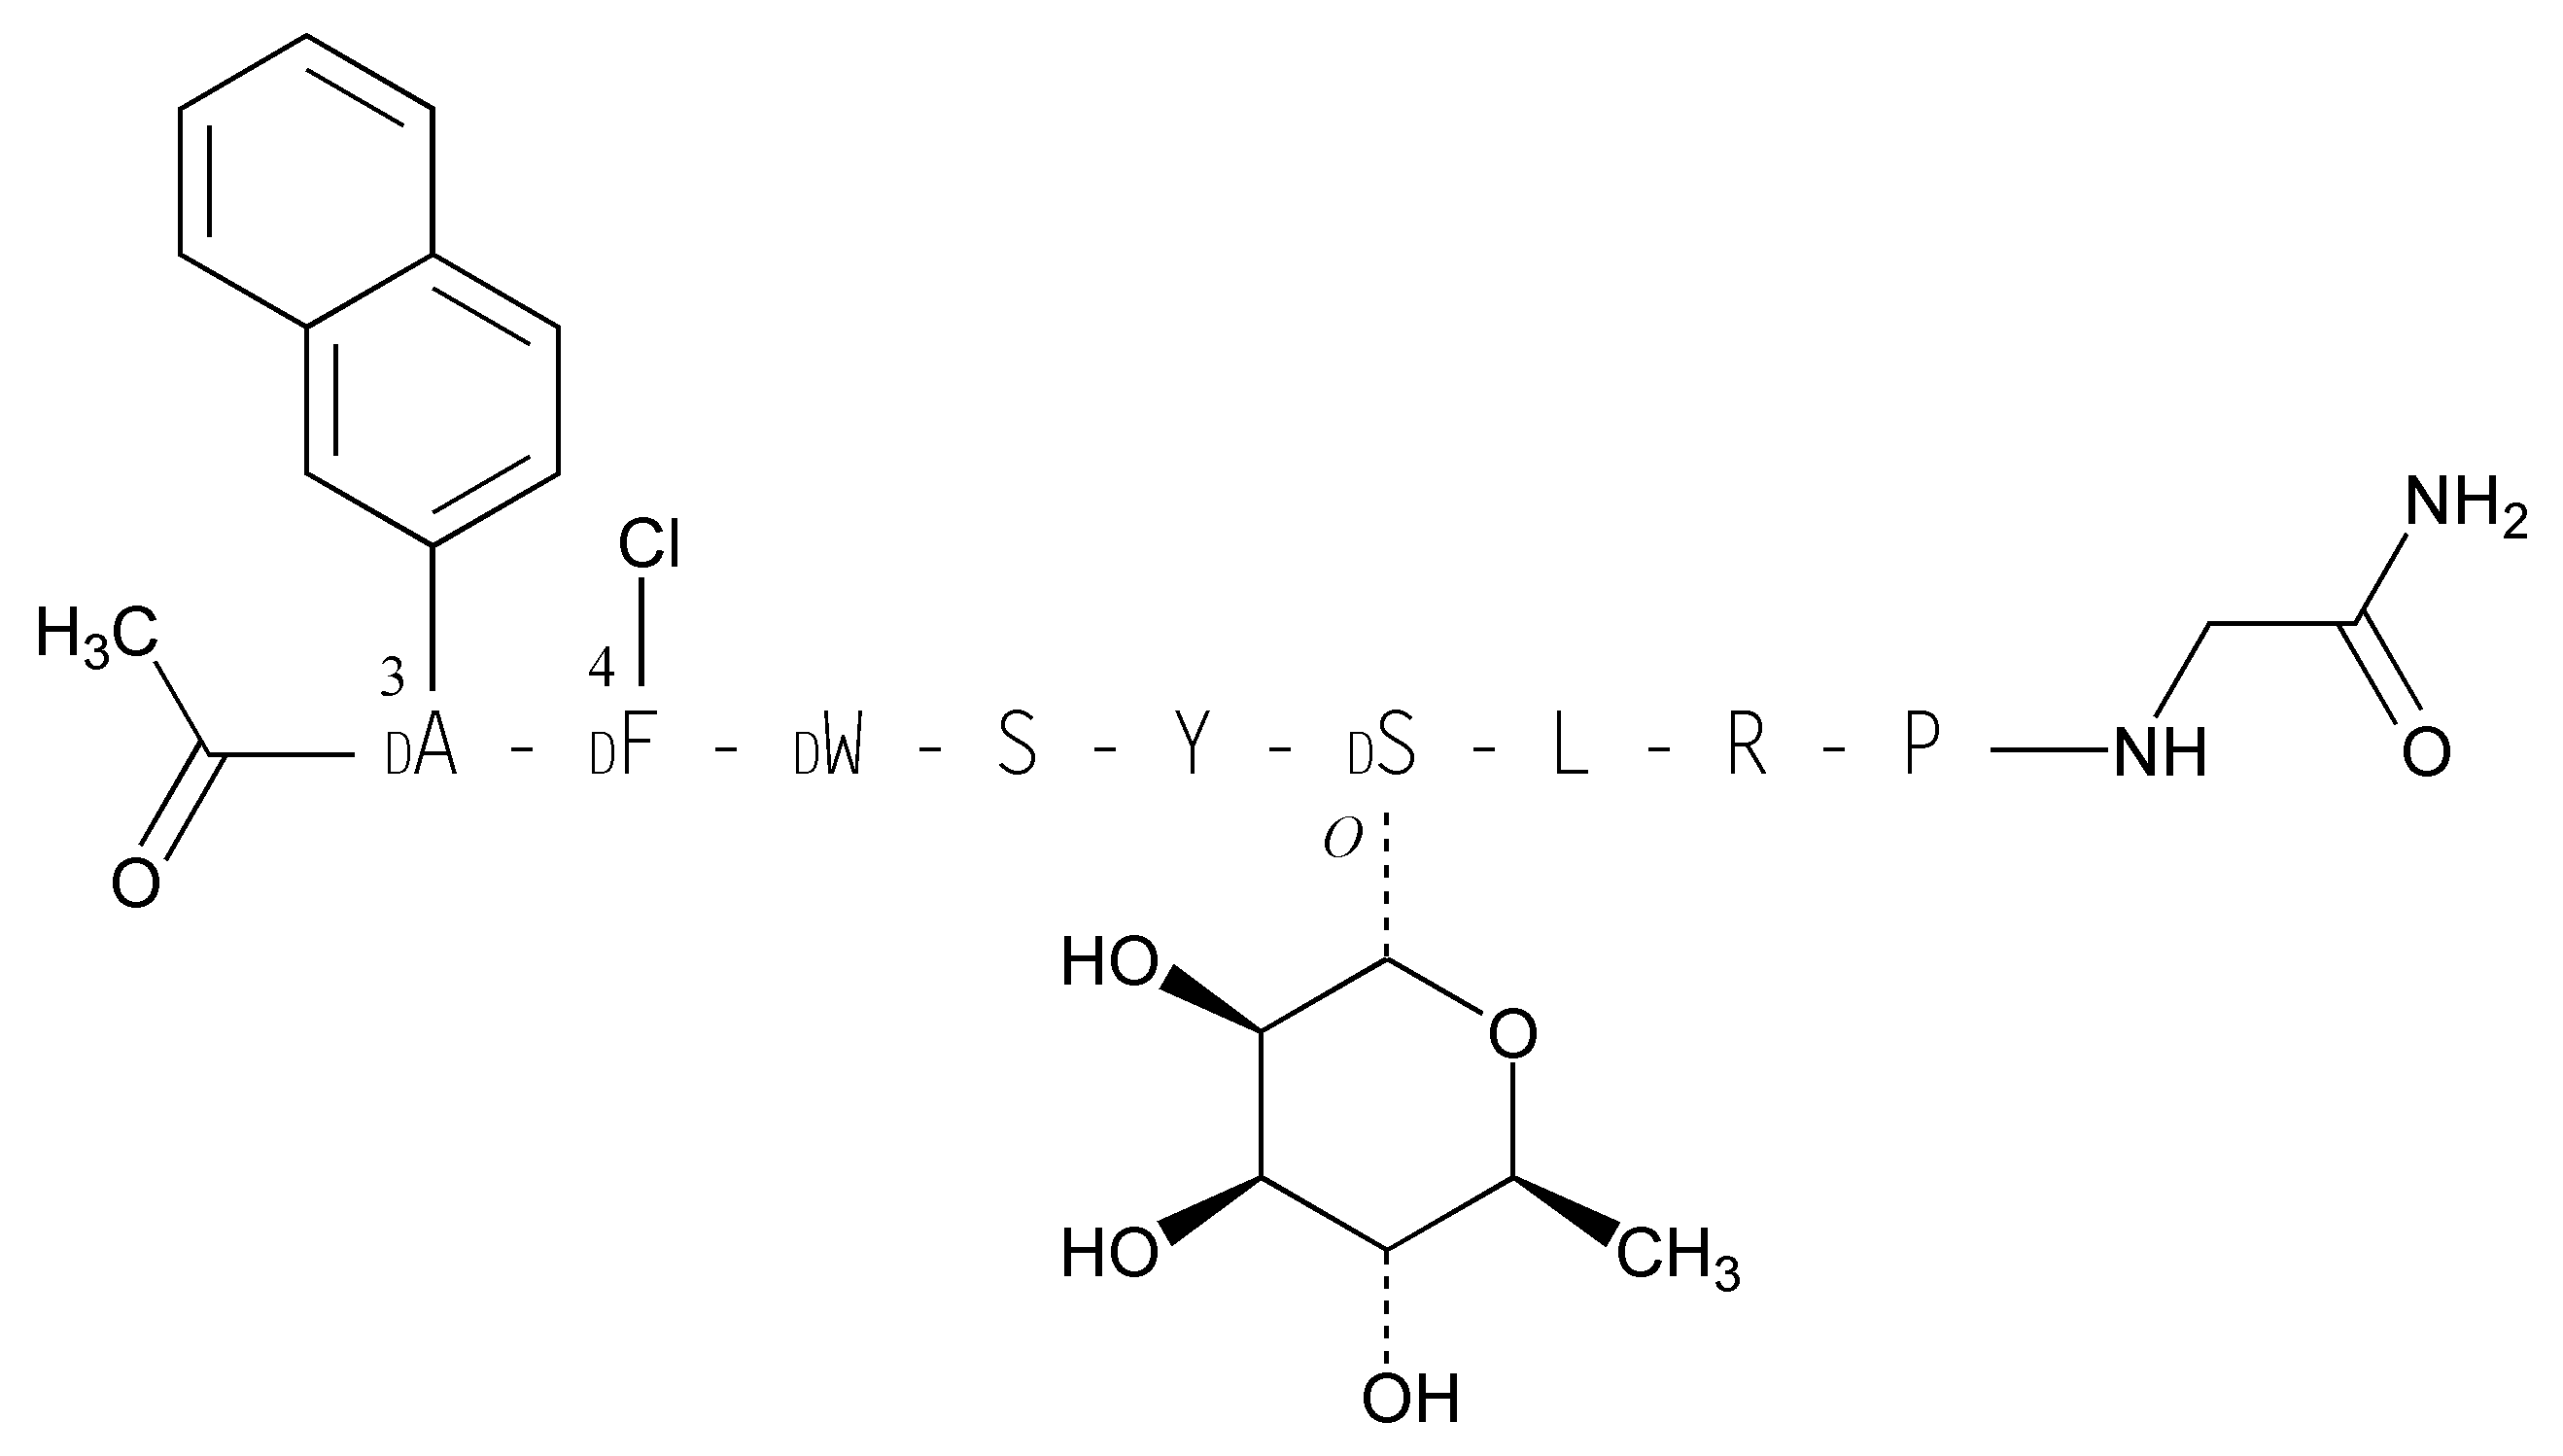 Cl
NH2
H3C
3
4
DA - DF - DW - S - Y - DS - L - R - P NH
O
O
O
HO
O
HO
CH3
OH